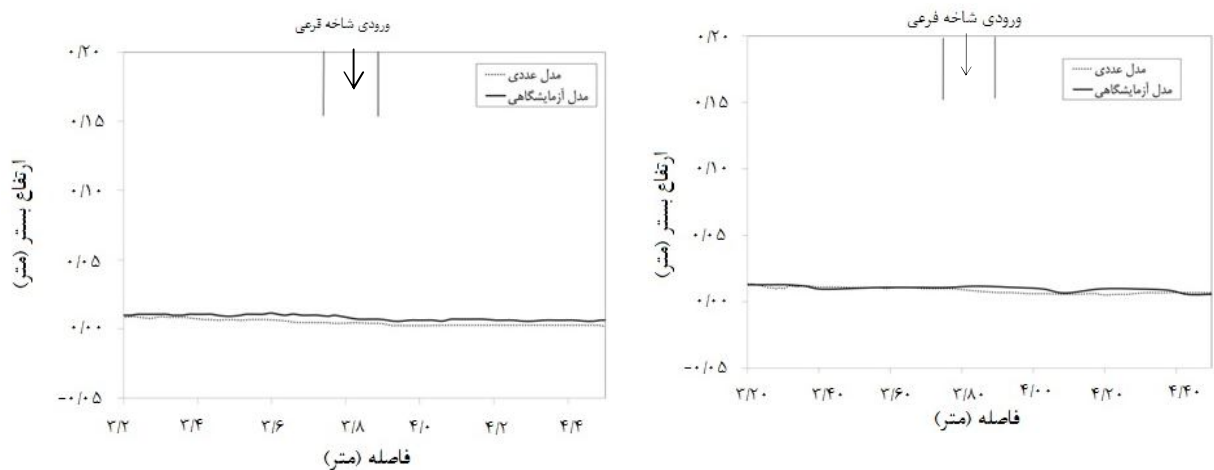 ورودی شاخه قرعی
۰/۲۰
۰/۱۵
۰/۱۰
۰/۰۵
۰/۰۰
-۰/۰۵
ارتفاع بستر (متر)
مدل عددی
مدل آزمایشگاهی
۳/۲ ۳/۴ ۳/۶ ۳/۸ ۴/۰ ۴/۲ ۴/۴
فاصله (متر)
ورودی شاخه فرعی
۰/۲۰
۰/۱۵
۰/۱۰
۰/۰۵
۰/۰۰
-۰/۰۵
ارتفاع بستر (متر)
مدل عددی
مدل آزمایشگاهی
۳/۲۰ ۳/۴۰ ۳/۶۰ ۳/۸۰ ۴/۰۰ ۴/۲۰ ۴/۴۰
فاصله (متر)